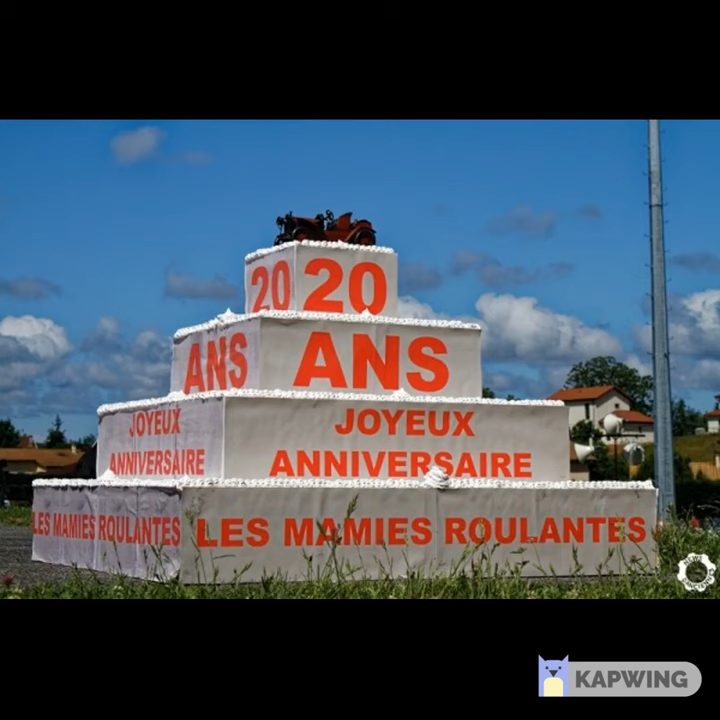 20 20
ANS ANS
JOYEUX JOYEUX
ANNIVERSAIRE ANNIVERSAIRE
LES MAMIES ROULANTES LES MAMIES ROULANTES
KAPWING